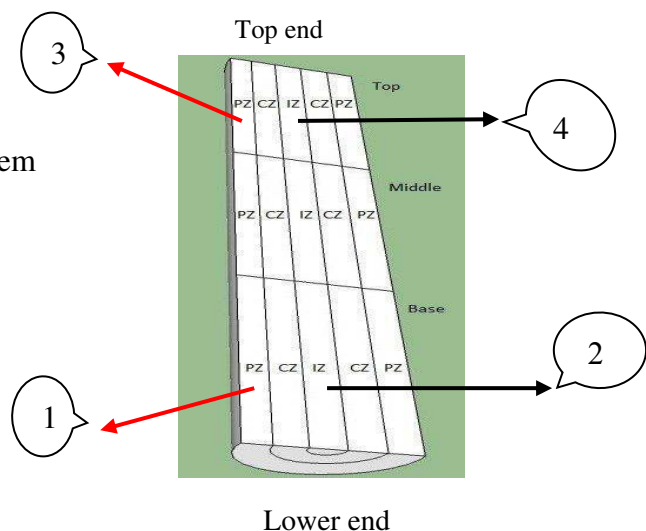 Top end
3
Top
PZ CZ IZ CZ PZ
4
em
Middle
PZ CZ IZ CZ PZ
Base
2
PZ CZ IZ CZ PZ
1
Lower end